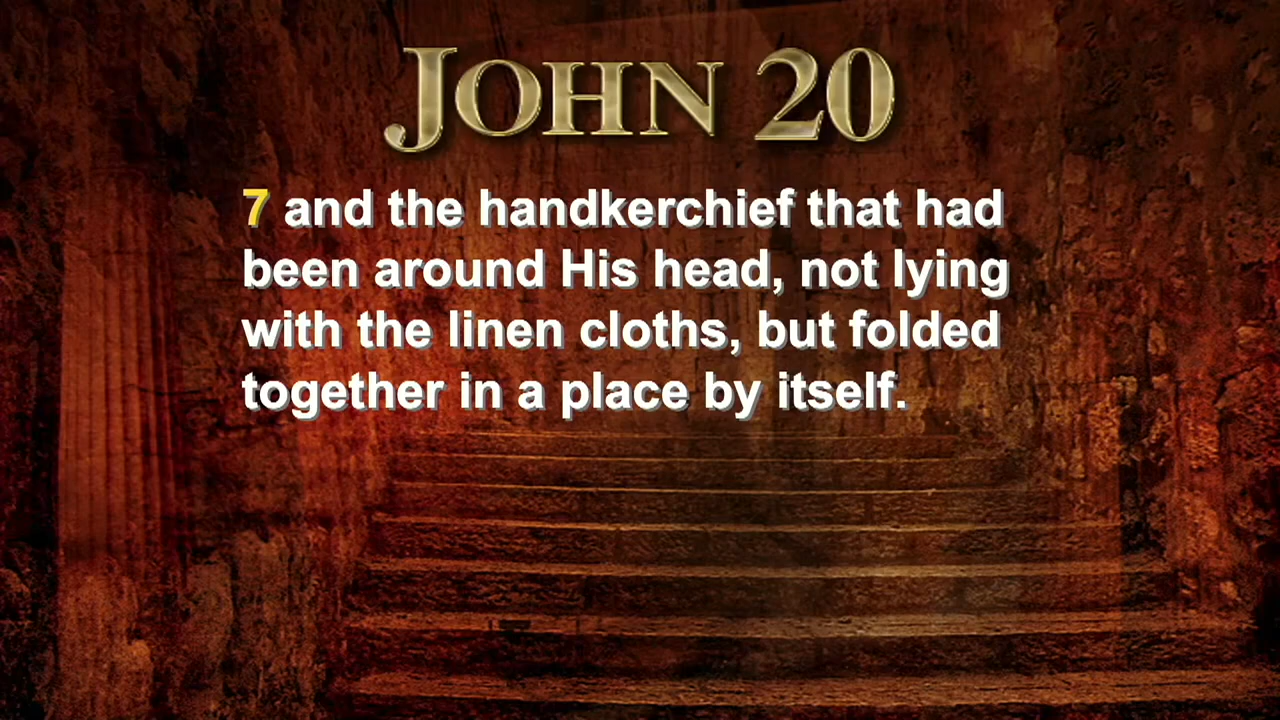 JOHN 20
7 and the handkerchief that had
been around His head, not lying
with the linen cloths, but folded
together in a place by itself.